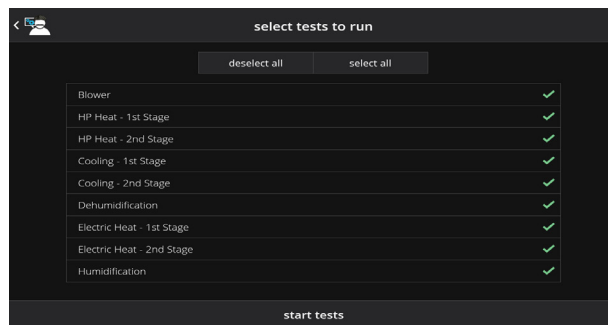 select tests to run
deselect all select all
Blower
HP Heat - 1st Stage
HP Heat - 2nd Stage
Cooling - 1st Stage
Cooling - 2nd Stage
Dehumidification
Electric Heat - 1st Stage
Electric Heat - 2nd Stage
Humidification
start tests